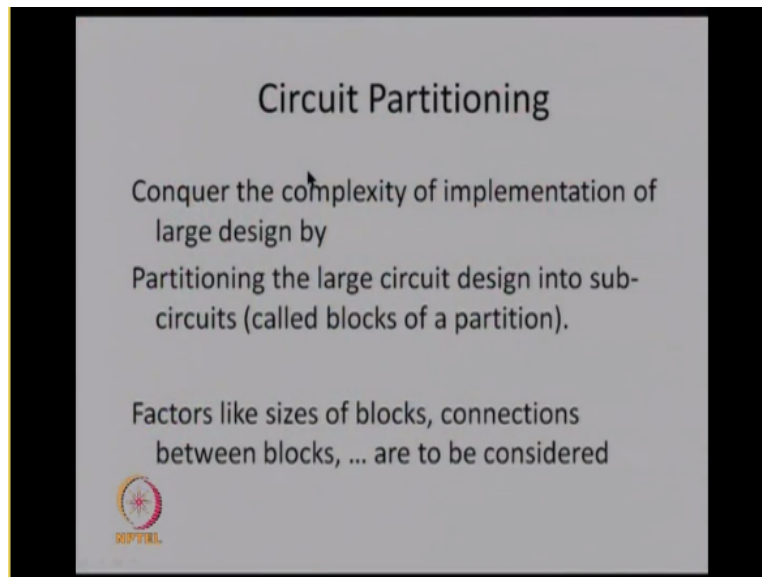 Circuit Partitioning
Conquer the complexity of implementation of
large design by
Partitioning the large circuit design into sub-
circuits (called blocks of a partition).
Factors like sizes of blocks, connections
between blocks, ... are to be considered
NPTEL